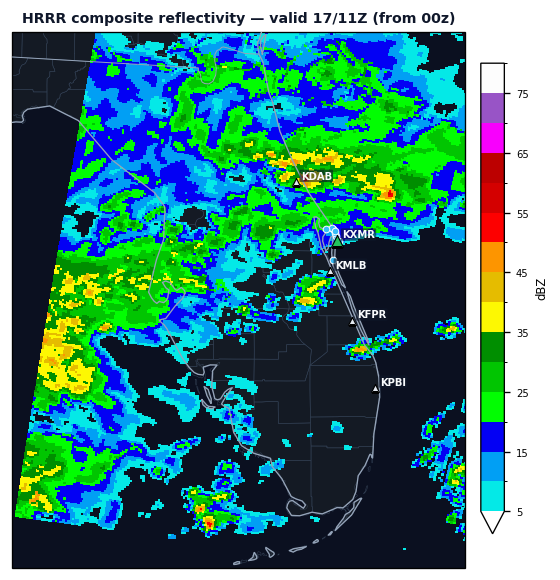 HRRR composite reflectivity — valid 17/11Z (from 00z)
KDAB
KXMR
KMLB
KFPR
KPBI
75
65
55
45
35
25
15
5
dBZ